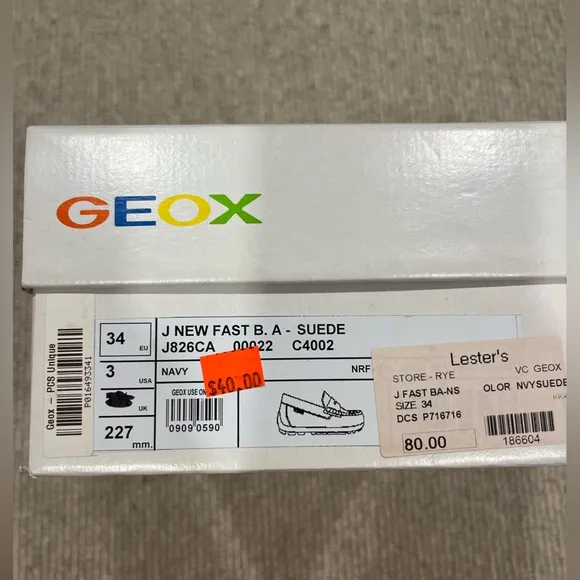 GEOX
Geox – PCS Unique
P016493341
34 EU
3 USA
UK
227 mm.
J NEW FAST B. A - SUEDE
J826CA 00022 C4002
NAVY NRF
$40.00
GEOX USE ON
0909 0590
Lester's
STORE - RYE VC GEOX
J FAST BA-NS OLOR NVYSUEDE
SIZE 34
DCS P716716
80.00
186604